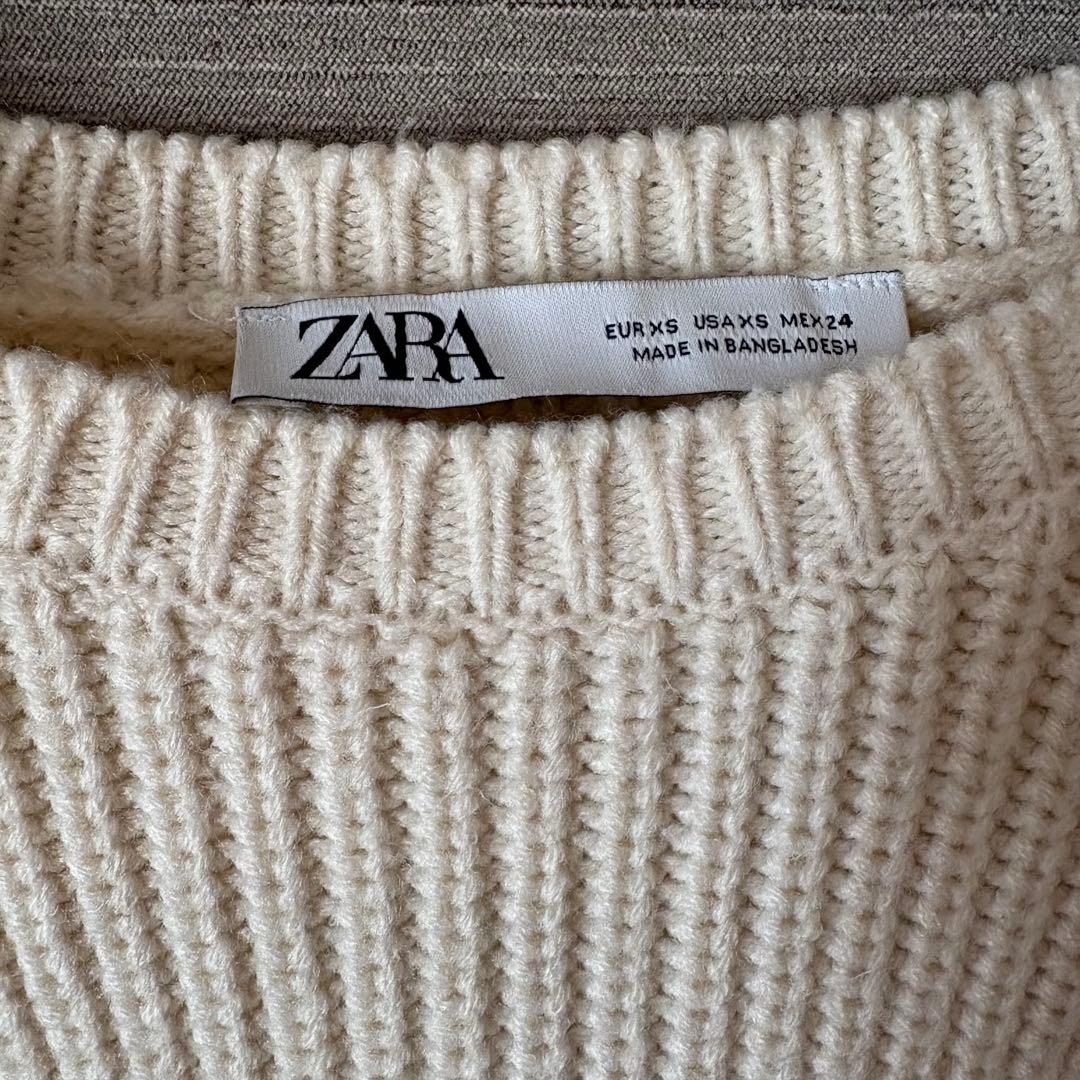 ZARA
EUR XS USA XS MEX 24
MADE IN BANGLADESH